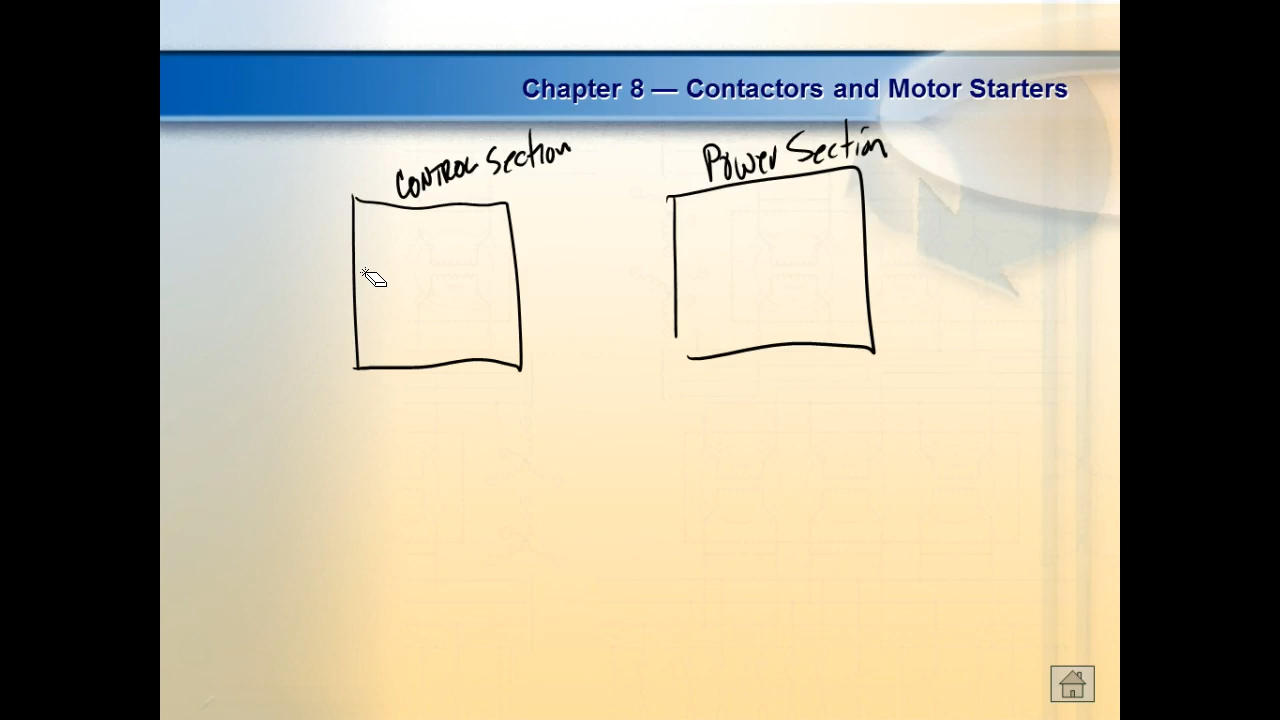 Chapter 8 — Contactors and Motor Starters
CONTROL Section
Power Section